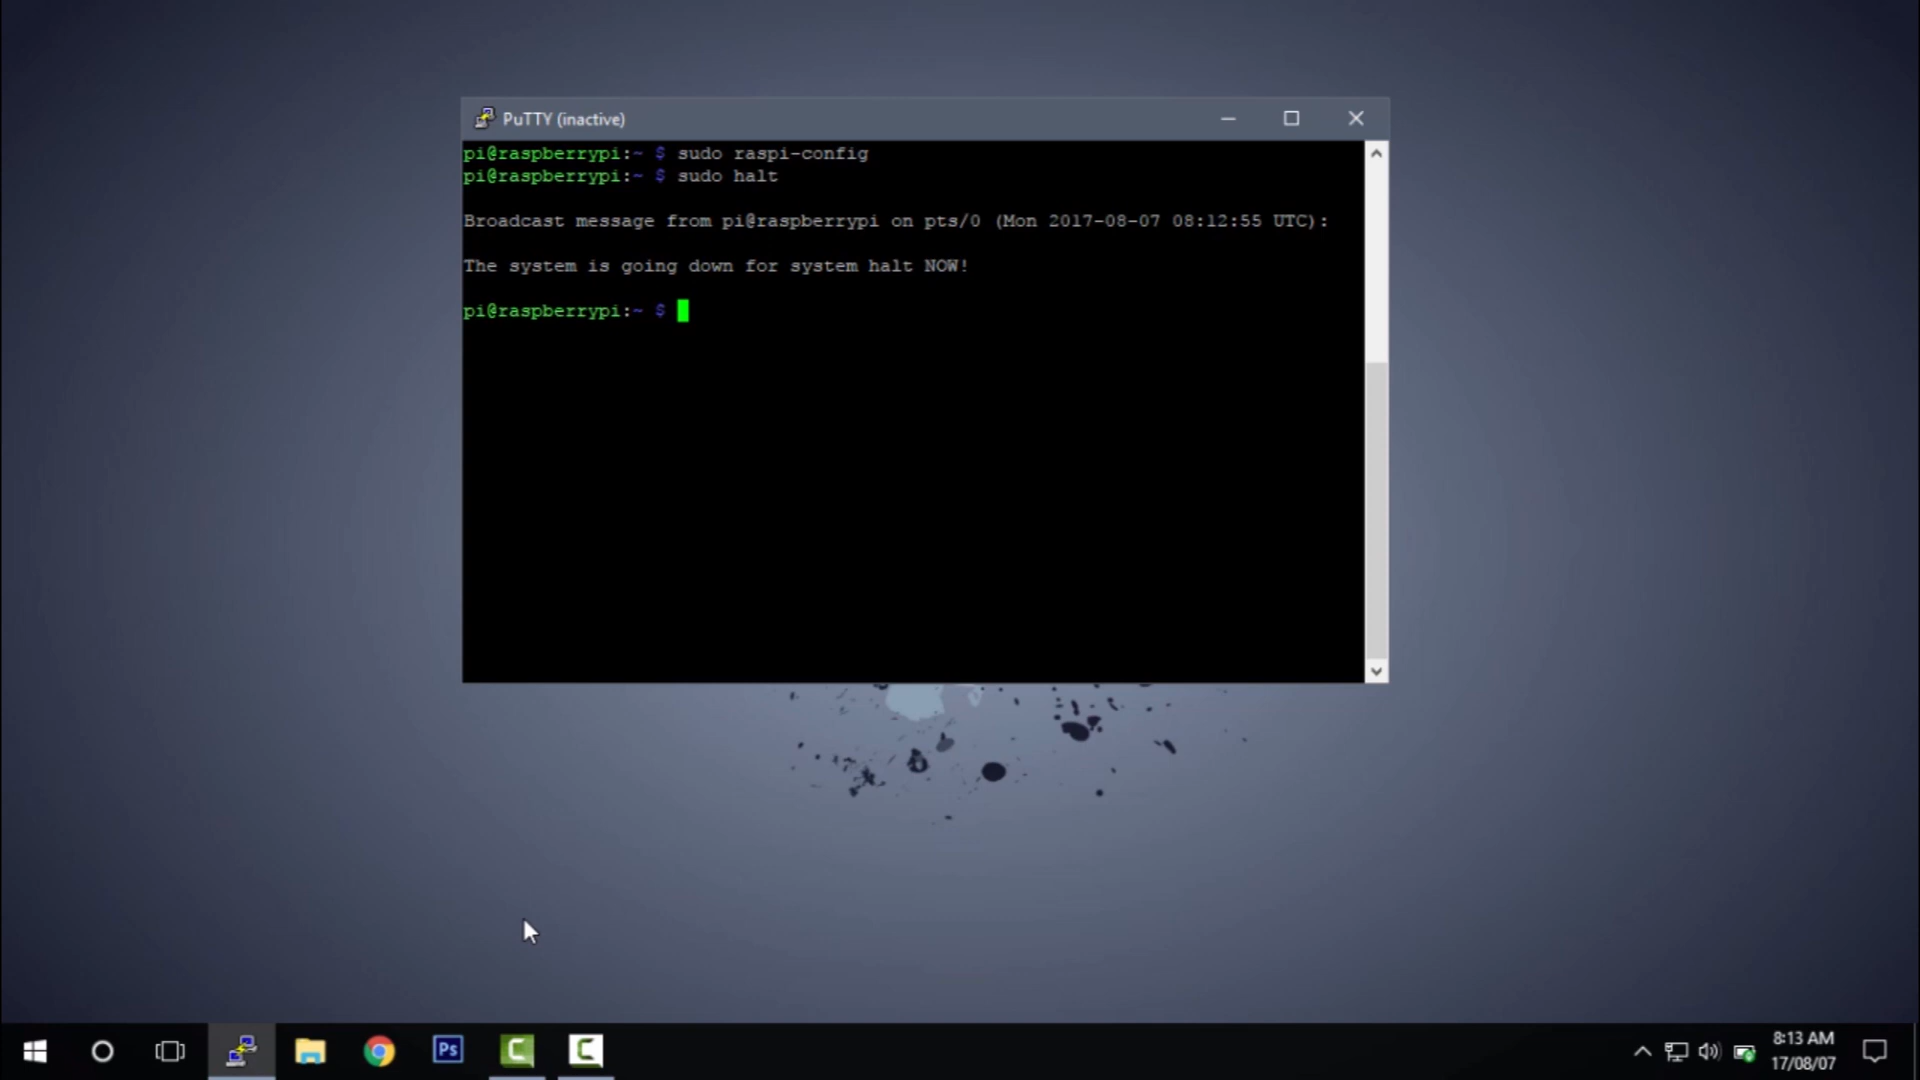 PuTTY (inactive)
pi@raspberrypi:~ $ sudo raspi-config
pi@raspberrypi:~ $ sudo halt
Broadcast message from pi@raspberrypi on pts/0 (Mon 2017-08-07 08:12:55 UTC):
The system is going down for system halt NOW!
pi@raspberrypi:~ $
Ps
8:13 AM
17/08/07